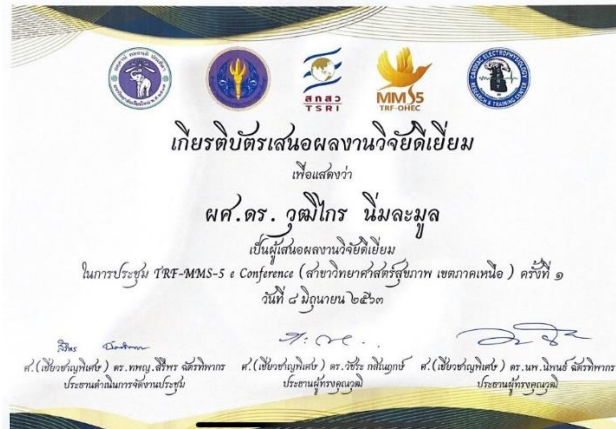 สกสว
TSRI
MMS5
TRF-OHEC
CARDIAC ELECTROPHYSIOLOGY
RESEARCH & TRAINING CENTER
เกียรติบัตรเสนอผลงานวิจัยดีเยี่ยม
เพื่อแสดงว่า
ผศ.ดร. วุฒิไกร นิ่มละมูล
เป็นผู้เสนอผลงานวิจัยดีเยี่ยม
ในการประชุม TRF-MMS-5 e Conference (สาขาวิทยาศาสตร์สุขภาพ เขตภาคเหนือ ) ครั้งที่ ๑
วันที่ ๘ มิถุนายน ๒๕๖๓
ศ.(เชี่ยวชาญพิเศษ ) ดร.ทพญ.สิริพร ฉัตรทิพากร
ประธานดำเนินการจัดงานประชุม
ศ.(เชี่ยวชาญพิเศษ ) ดร.วัชระ กสิณฤกษ์
ประธานผู้ทรงคุณวุฒิ
ศ.(เชี่ยวชาญพิเศษ ) ดร.นพ.นิพนธ์ ฉัตรทิพากร
ประธานผู้ทรงคุณวุฒิ